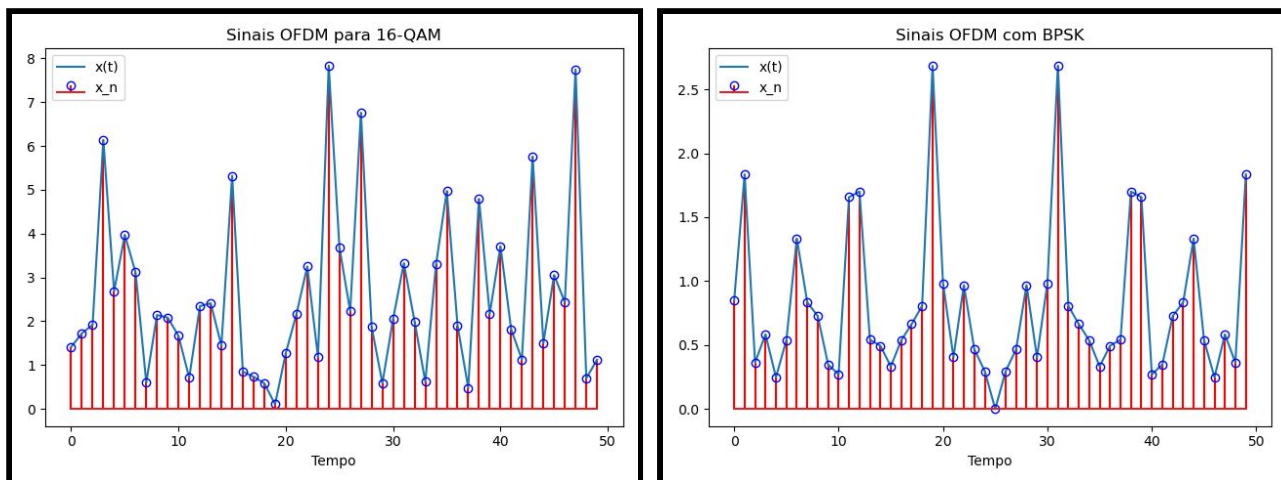 Sinais OFDM para 16-QAM
x(t)
x_n
8
7
6
5
4
3
2
1
0
0 10 20 30 40 50
Tempo
Sinais OFDM com BPSK
x(t)
x_n
2.5
2.0
1.5
1.0
0.5
0.0
0 10 20 30 40 50
Tempo